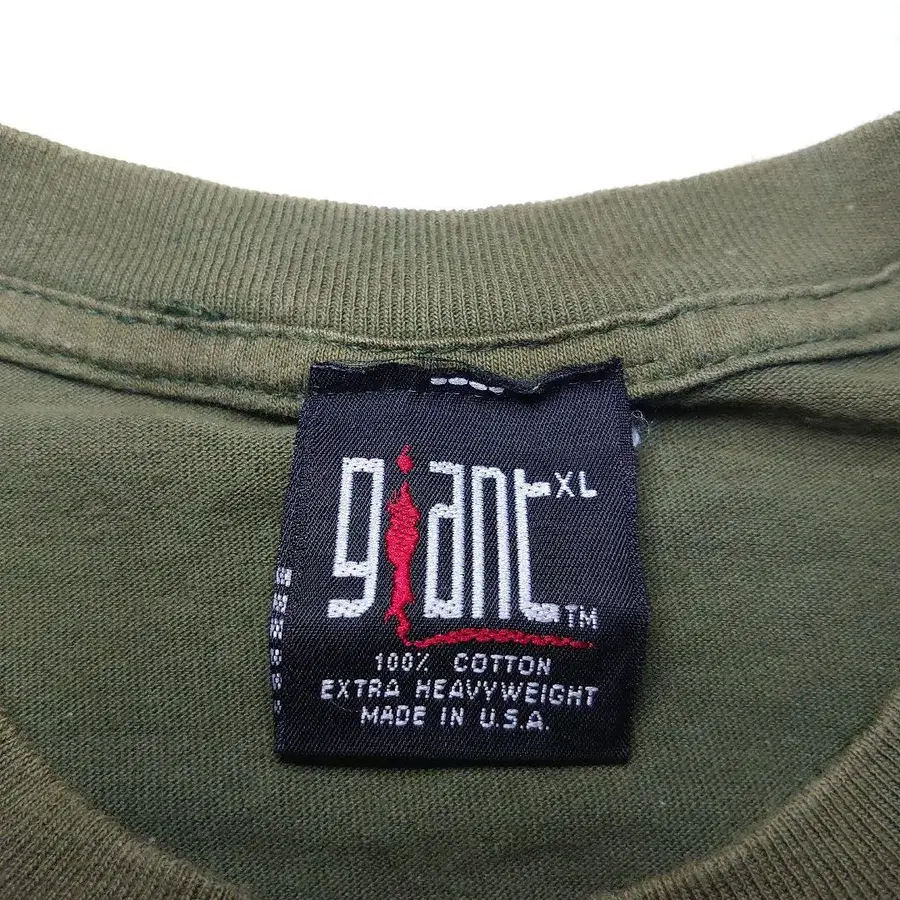 giant XL
TM
100% COTTON
EXTRA HEAVYWEIGHT
MADE IN U.S.A.